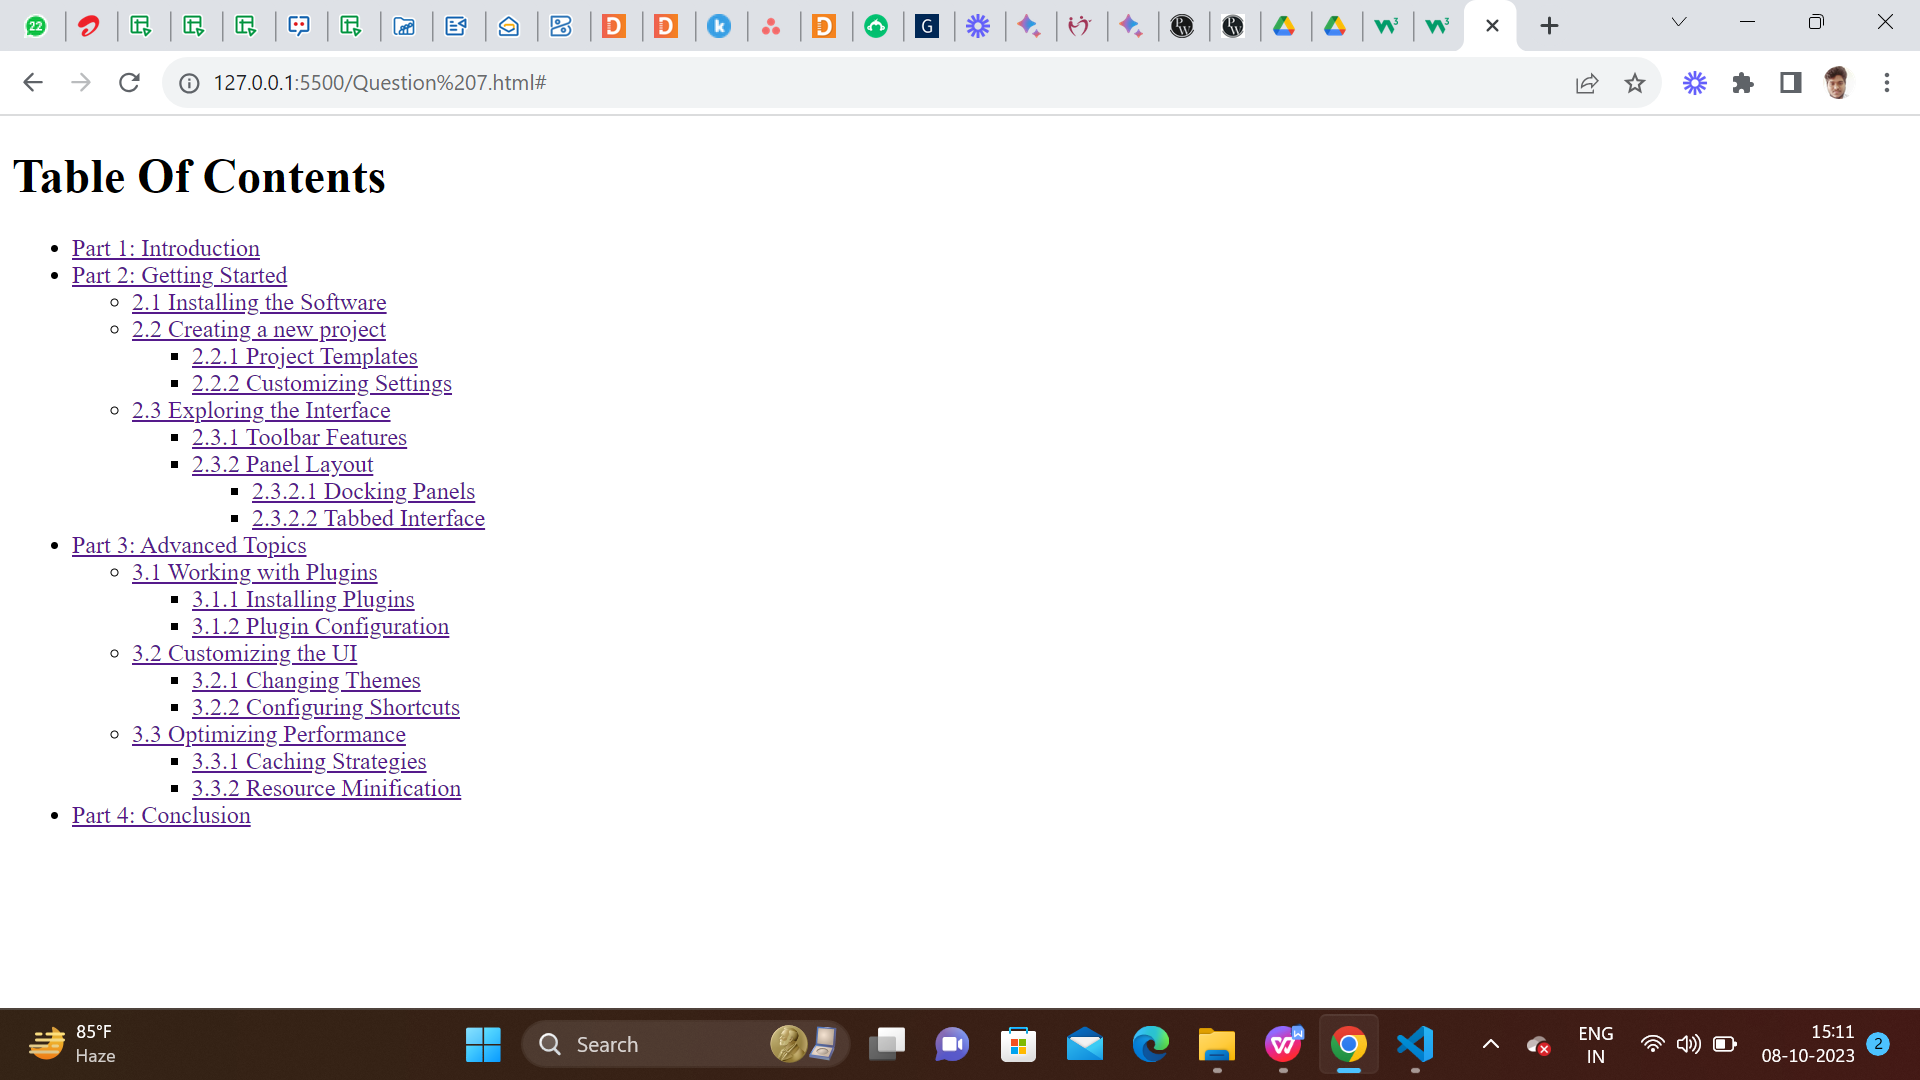 22
127.0.0.1:5500/Question%207.html#
Table Of Contents
Part 1: Introduction
Part 2: Getting Started
2.1 Installing the Software
2.2 Creating a new project
2.2.1 Project Templates
2.2.2 Customizing Settings
2.3 Exploring the Interface
2.3.1 Toolbar Features
2.3.2 Panel Layout
2.3.2.1 Docking Panels
2.3.2.2 Tabbed Interface
Part 3: Advanced Topics
3.1 Working with Plugins
3.1.1 Installing Plugins
3.1.2 Plugin Configuration
3.2 Customizing the UI
3.2.1 Changing Themes
3.2.2 Configuring Shortcuts
3.3 Optimizing Performance
3.3.1 Caching Strategies
3.3.2 Resource Minification
Part 4: Conclusion
85°F
Haze
Search
ENG
IN
15:11
08-10-2023
2